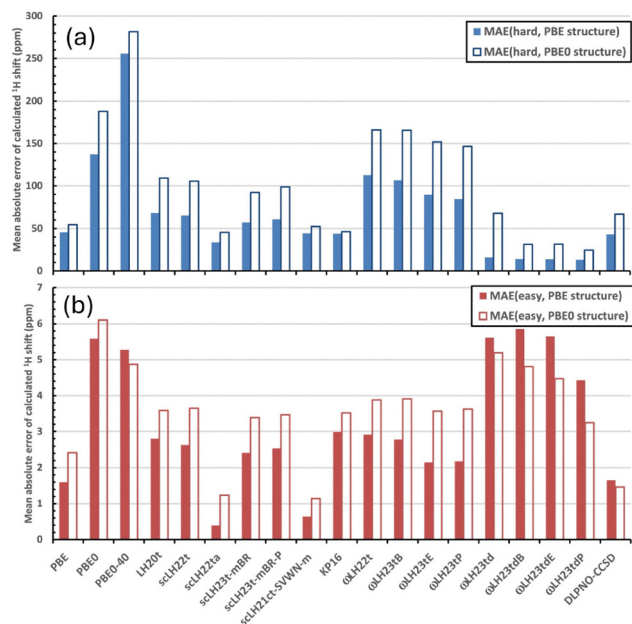 (a)
MAE(hard, PBE structure)
MAE(hard, PBE0 structure)
Mean absolute error of calculated ¹H shift (ppm)
300
250
200
150
100
50
0
(b)
MAE(easy, PBE structure)
MAE(easy, PBE0 structure)
Mean absolute error of calculated ¹H shift (ppm)
7
6
5
4
3
2
1
0
PBE
PBE0
PBE0-40
LH20t
scLH22t
scLH22ta
scLH23t-mBR
scLH23t-mBR-P
scLH21ct-SVWN-m
KP16
ωLH22t
ωLH23tB
ωLH23tE
ωLH23tP
ωLH23td
ωLH23tdB
ωLH23tdE
ωLH23tdP
DLPNO-CCSD